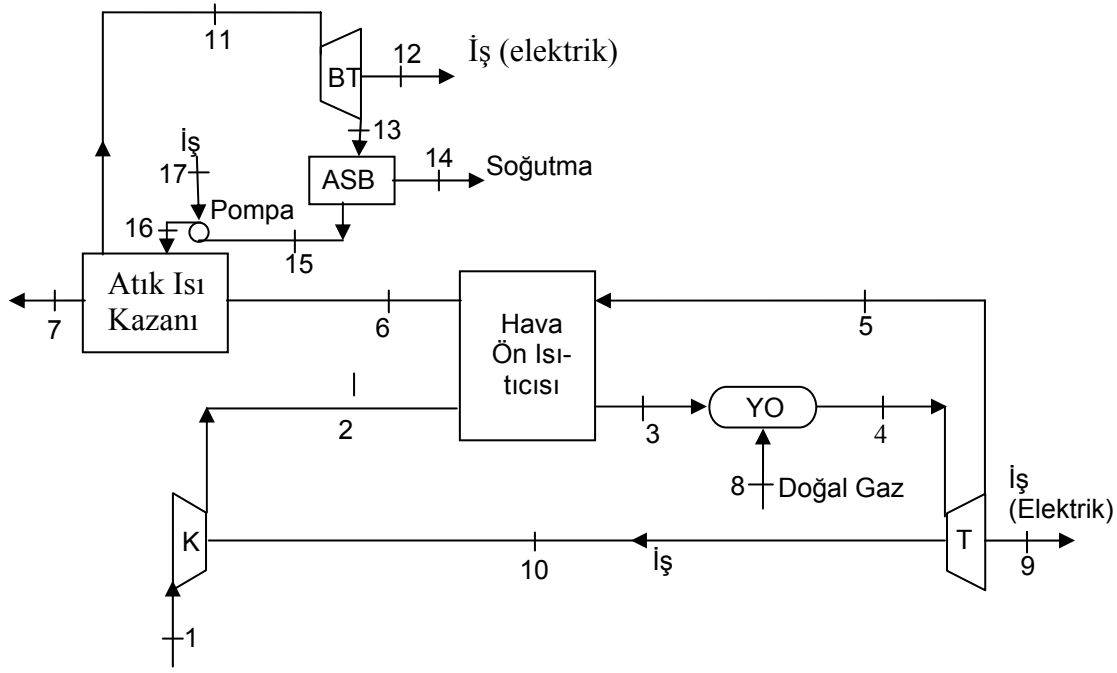 11
BT
12
İş (elektrik)
13
İş
17
ASB
14
Soğutma
Pompa
16
15
Atık Isı
Kazanı
7
6
Hava
Ön Isı-
tıcısı
5
2
3
YO
4
8
Doğal Gaz
İş
(Elektrik)
K
10
İş
T
9
1